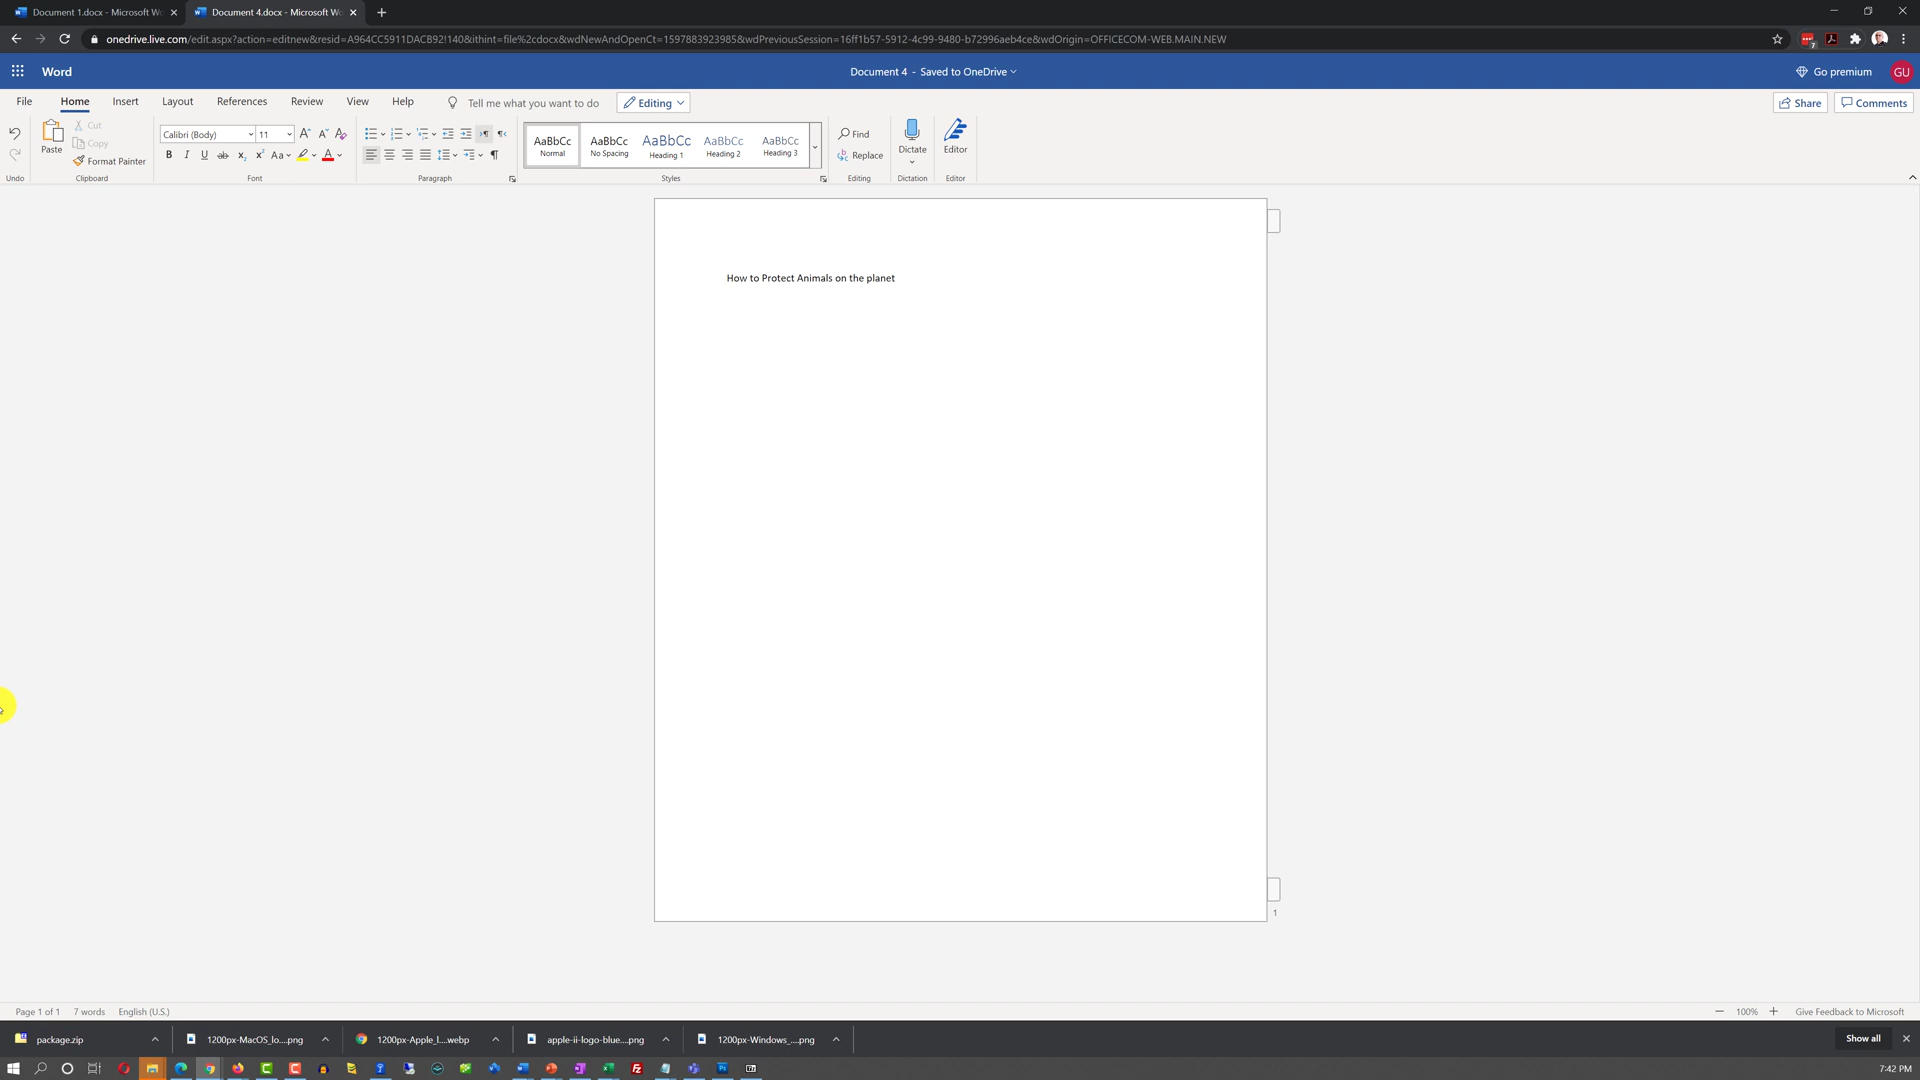 Document 1.docx - Microsoft Wo
Document 4.docx - Microsoft Wo
onedrive.live.com/edit.aspx?action=editnew&resid=A964CC5911DACB92!140&ithint=file%2cdocx&wdNewAndOpenCt=1597883923985&wdPreviousSession=16ff1b57-5912-4c99-9480-b72996aeb4ce&wdOrigin=OFFICECOM-WEB.MAIN.NEW
7
Word
Document 4 - Saved to OneDrive
Go premium
GU
File Home Insert Layout References Review View Help Tell me what you want to do Editing
Share Comments
Paste
Cut
Copy
Format Painter
Calibri (Body) 11
AaBbCc Normal
AaBbCc No Spacing
AaBbCc Heading 1
AaBbCc Heading 2
AaBbCc Heading 3
Find
Replace
Dictate
Editor
Undo Clipboard Font Paragraph Styles Editing Dictation Editor
How to Protect Animals on the planet
1
Page 1 of 1 7 words English (U.S.)
100% Give Feedback to Microsoft
package.zip
1200px-MacOS_lo....png
1200px-Apple_l....webp
apple-ii-logo-blue....png
1200px-Windows_....png
Show all
7:42 PM